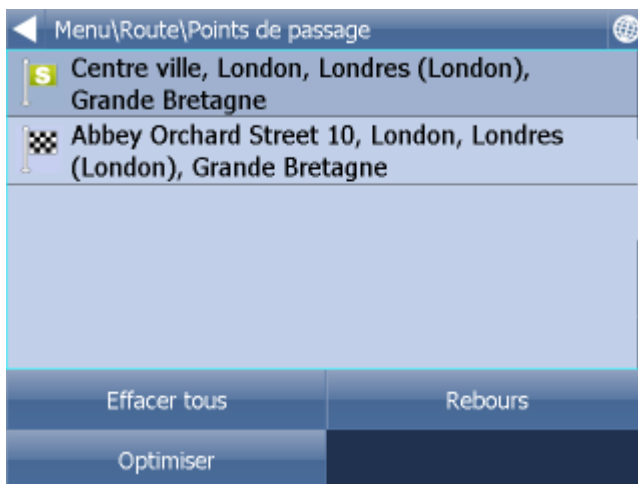 Menu\Route\Points de passage
S
Centre ville, London, Londres (London),
Grande Bretagne
Abbey Orchard Street 10, London, Londres
(London), Grande Bretagne
Effacer tous
Rebours
Optimiser